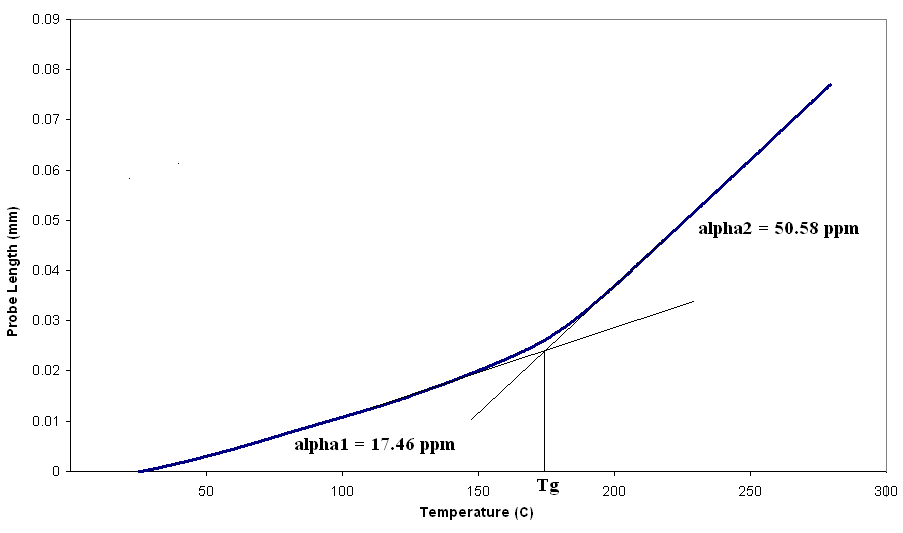 0.09
0.08
0.07
0.06
0.05
0.04
0.03
0.02
0.01
0
Probe Length (mm)
alpha2 = 50.58 ppm
alpha1 = 17.46 ppm
Tg
50 100 150 200 250 300
Temperature (C)